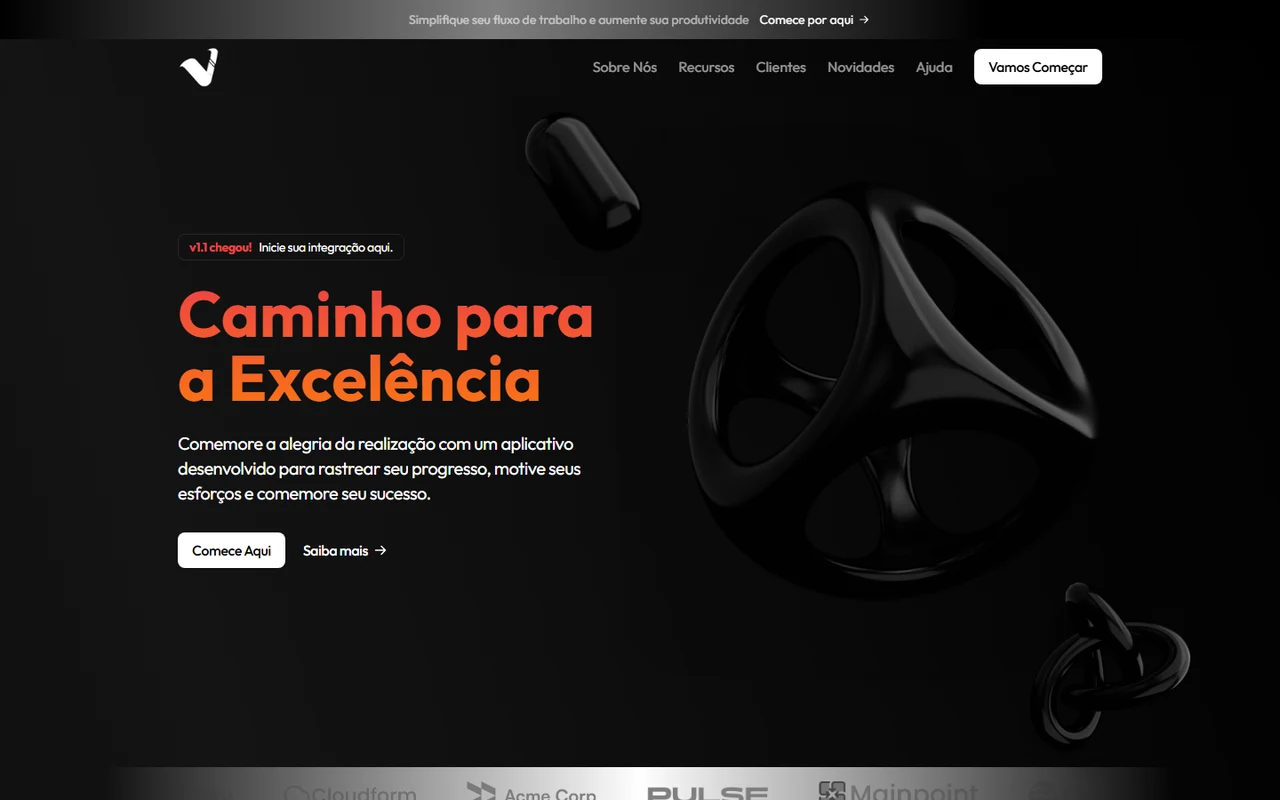 Simplifique seu fluxo de trabalho e aumente sua produtividade Comece por aqui →
Sobre Nós Recursos Clientes Novidades Ajuda Vamos Começar
v1.1 chegou! Inicie sua integração aqui.
Caminho para
a Excelência
Comemore a alegria da realização com um aplicativo
desenvolvido para rastrear seu progresso, motive seus
esforços e comemore seu sucesso.
Comece Aqui Saiba mais →
Cloudform Acme Corp PULSE Mainpoint